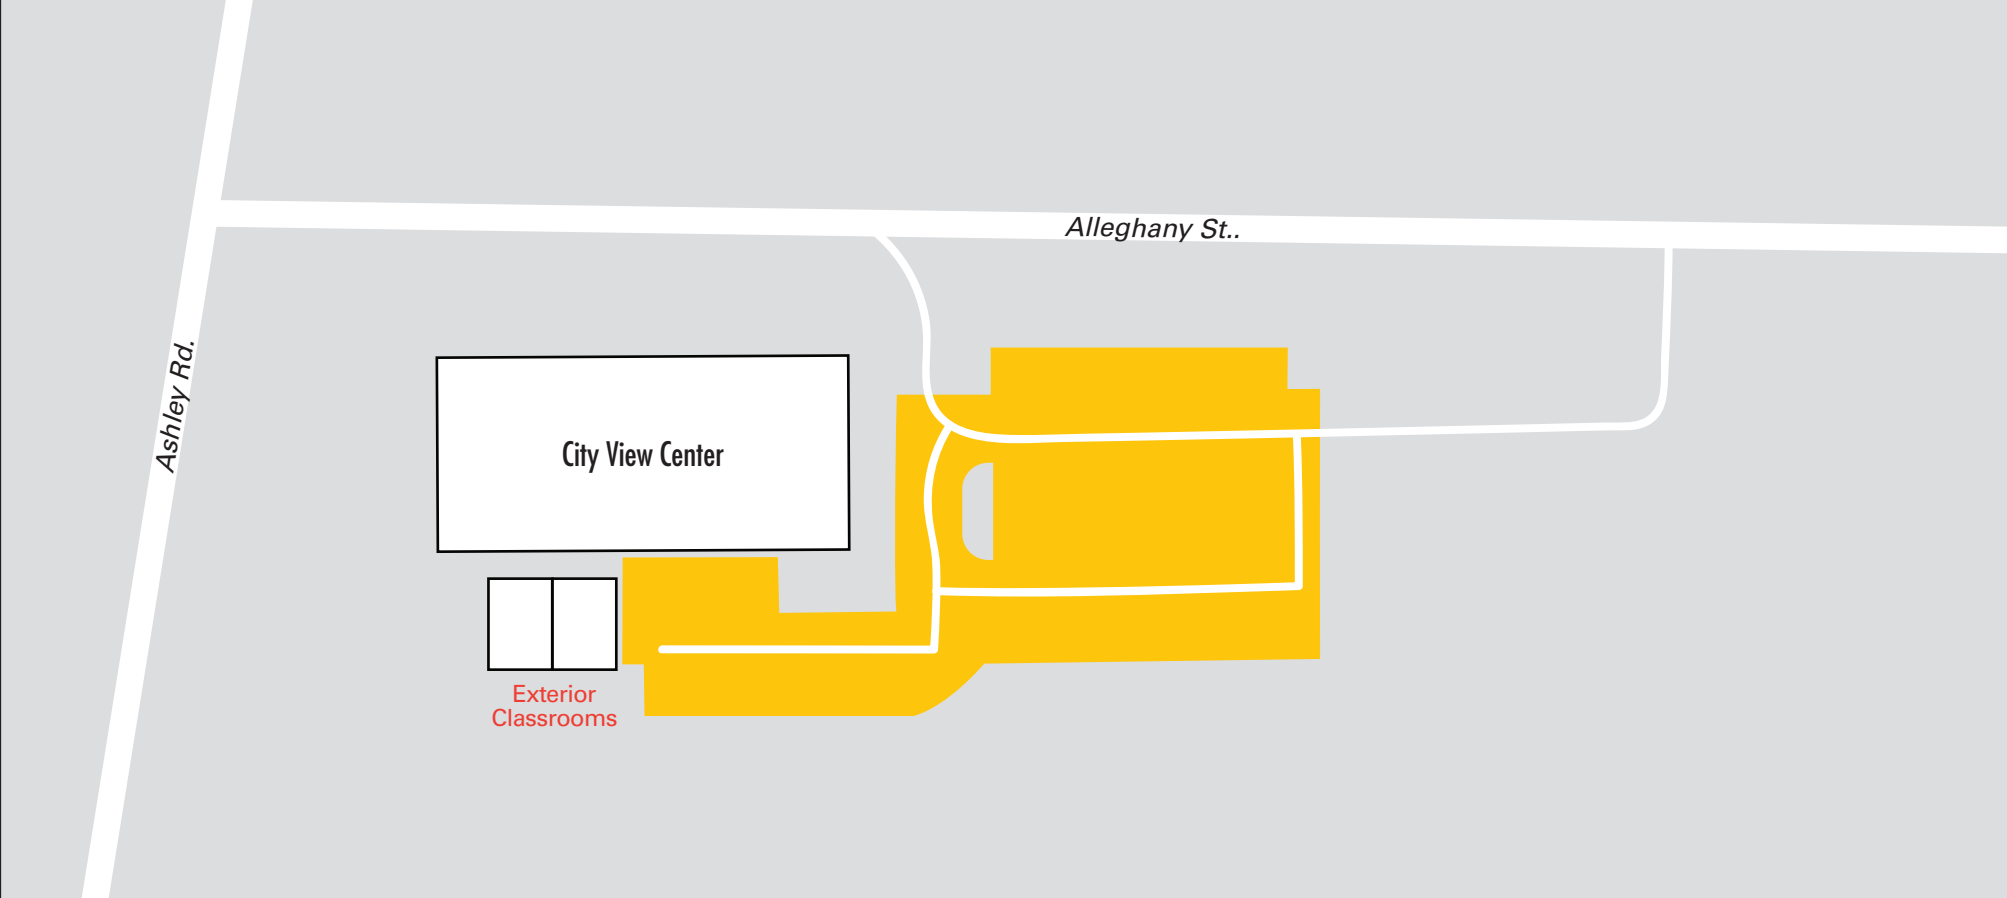 Alleghany St..
Ashley Rd.
City View Center
Exterior
Classrooms